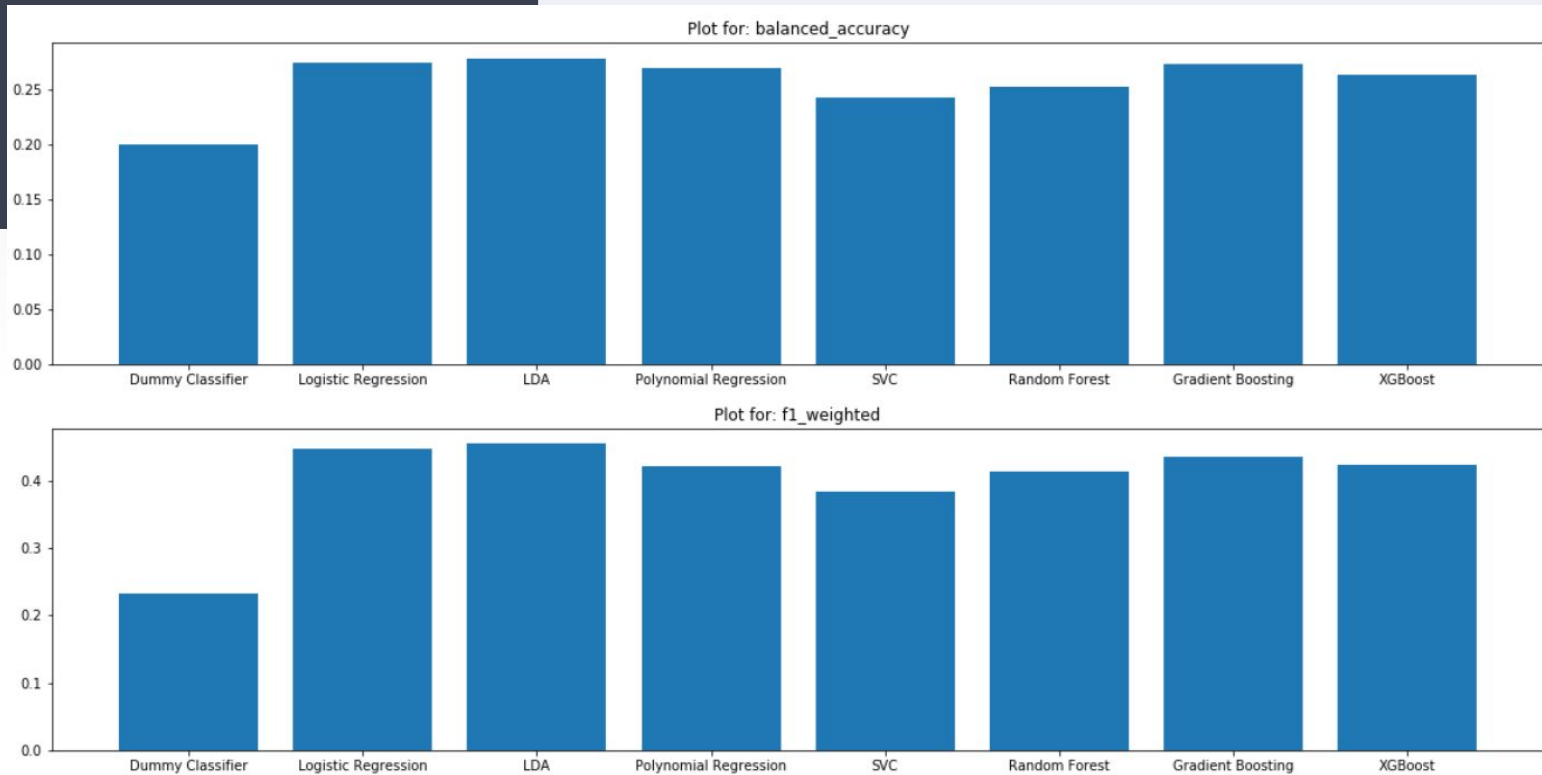 Plot for: balanced_accuracy
0.25
0.20
0.15
0.10
0.05
0.00
Dummy Classifier Logistic Regression LDA Polynomial Regression SVC Random Forest Gradient Boosting XGBoost
Plot for: f1_weighted
0.4
0.3
0.2
0.1
0.0
Dummy Classifier Logistic Regression LDA Polynomial Regression SVC Random Forest Gradient Boosting XGBoost